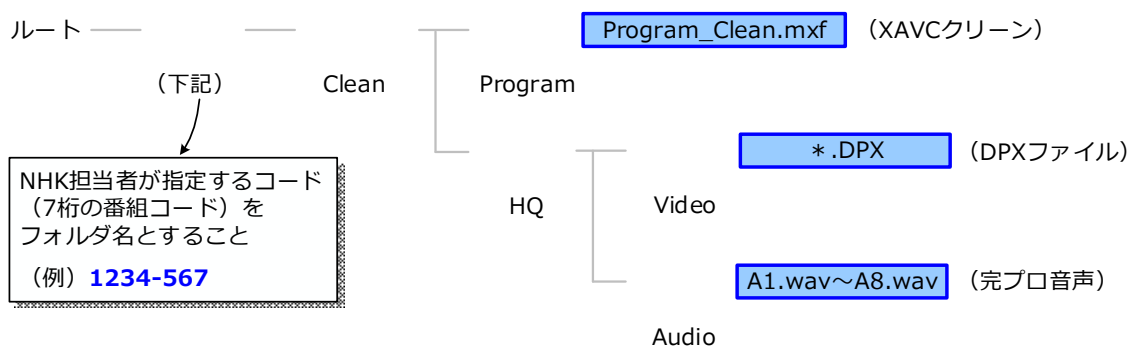 ルート
Program_Clean.mxf
（XAVCクリーン）
（下記）
Clean
Program
＊.DPX
（DPXファイル）
NHK担当者が指定するコード
（7桁の番組コード）を
フォルダ名とすること
（例）1234-567
HQ
Video
A1.wav～A8.wav
（完プロ音声）
Audio